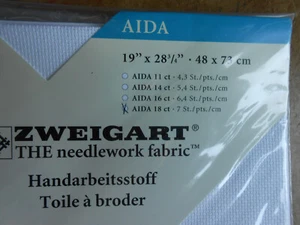 AIDA
19" x 28³/₄" · 48 x 73 cm
AIDA 11 ct · 4,3 St./pts./cm
AIDA 14 ct · 5,4 St./pts./cm
AIDA 16 ct · 6,4 St./pts./cm
AIDA 18 ct · 7 St./pts./cm
ZWEIGART®
THE needlework fabric™
Handarbeitsstoff
Toile à broder